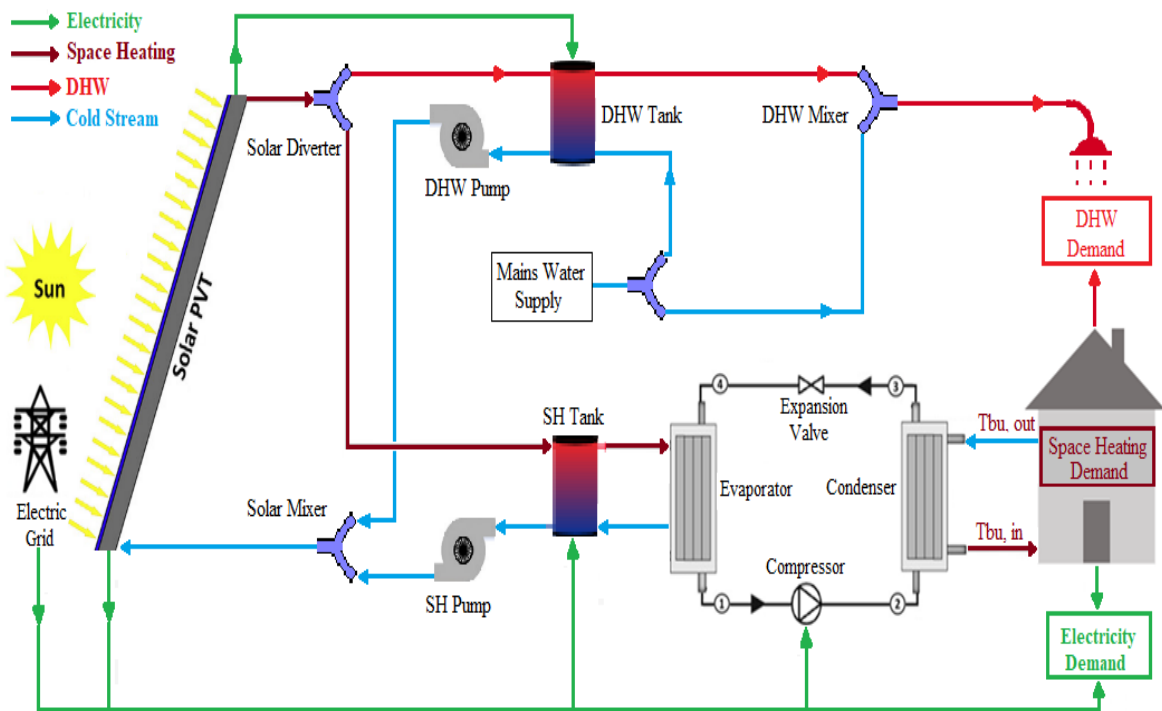 Electricity
Space Heating
DHW
Cold Stream
Solar Diverter
DHW Tank
DHW Mixer
DHW Pump
DHW
Demand
Mains Water
Supply
Sun
Solar PVT
Electric
Grid
Solar Mixer
SH Tank
SH Pump
4
3
Expansion
Valve
Evaporator
Condenser
Compressor
1
2
Tbu, out
Space Heating
Demand
Tbu, in
Electricity
Demand